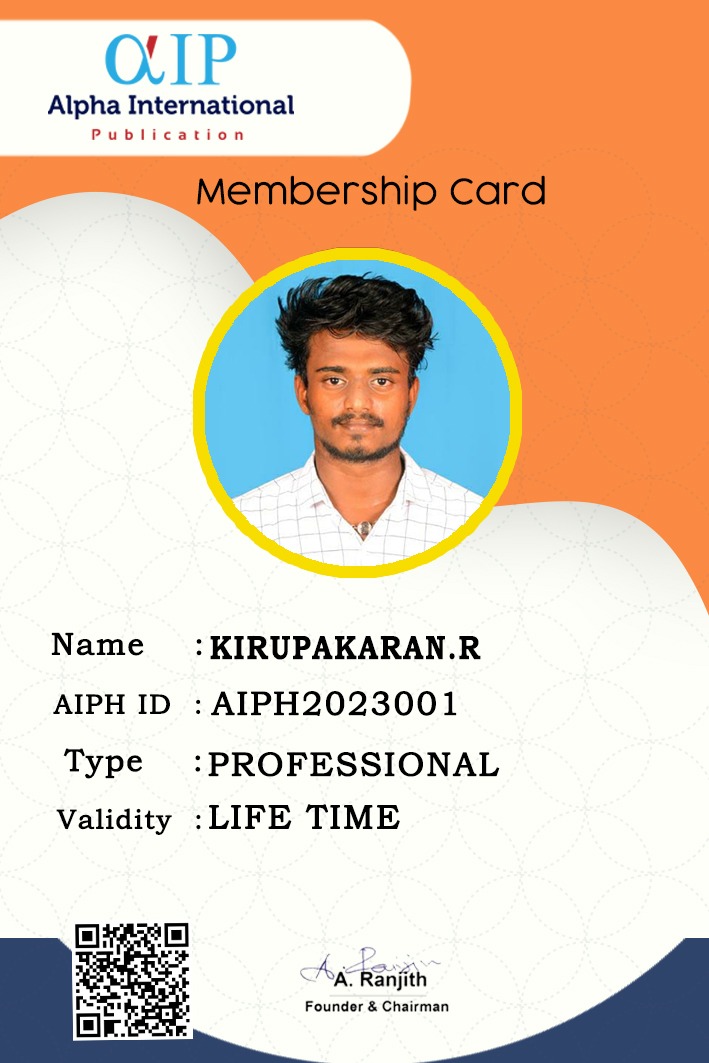 αIP
Alpha International
Publication
Membership Card
Name : KIRUPAKARAN.R
AIPH ID : AIPH2023001
Type : PROFESSIONAL
Validity : LIFE TIME
A. Ranjith
A. Ranjith
Founder & Chairman